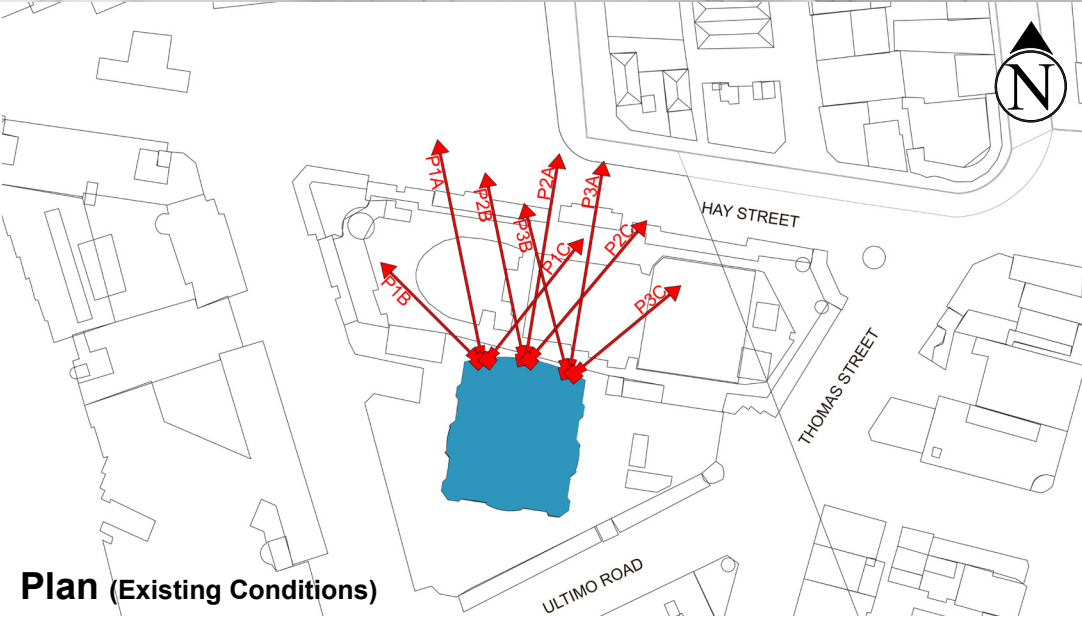 N
P1A
P2B
P2A
P3A
P3B
P1C
P2C
P1B
P3C
HAY STREET
THOMAS STREET
ULTIMO ROAD
Plan (Existing Conditions)